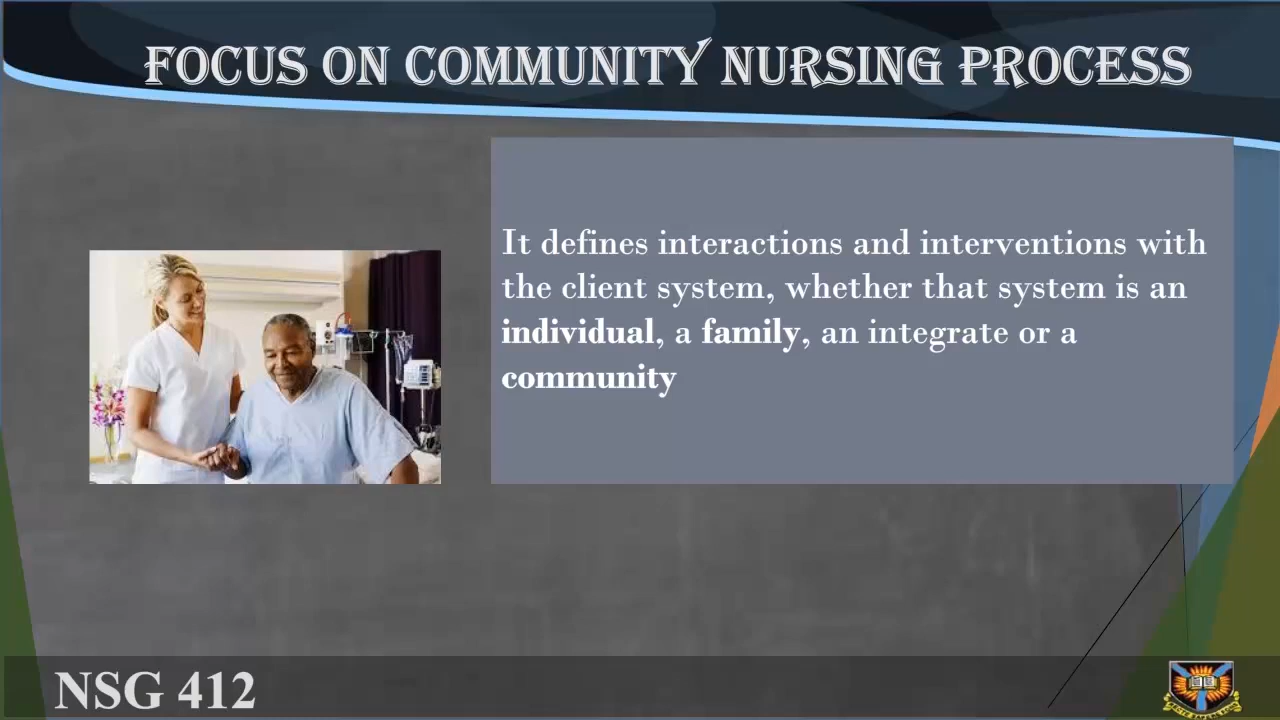 FOCUS ON COMMUNITY NURSING PROCESS
It defines interactions and interventions with
the client system, whether that system is an
individual, a family, an integrate or a
community
NSG 412